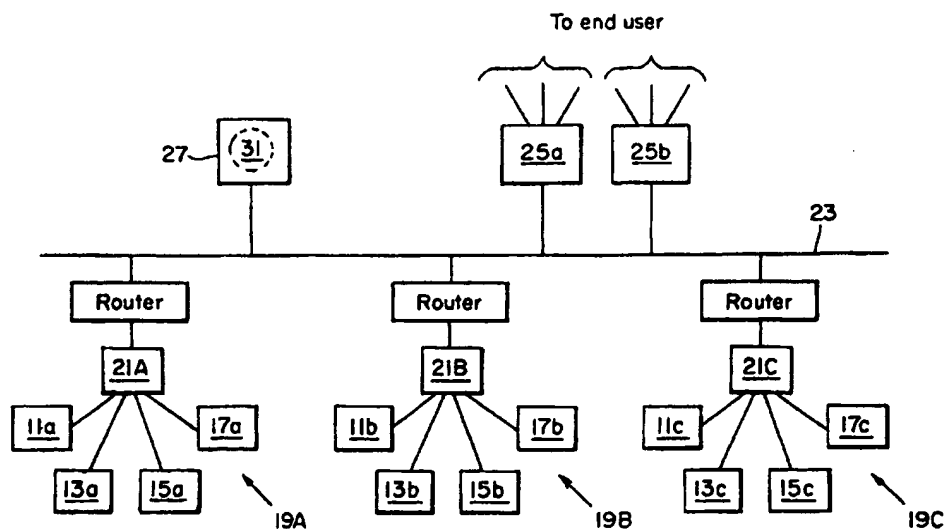 To end user
27
31
25a
25b
23
Router
Router
Router
21A
21B
21C
11a
17a
11b
17b
11c
17c
13a
15a
13b
15b
13c
15c
19A
19B
19C